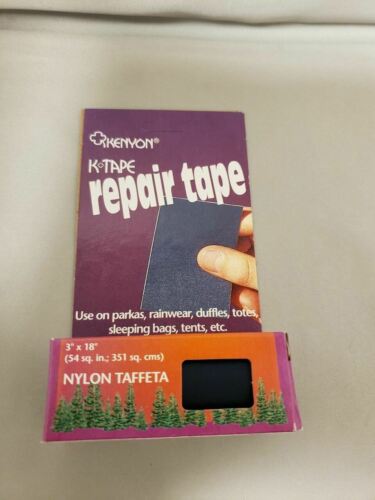 KENYON®
K-TAPE
repair tape
Use on parkas, rainwear, duffles, totes,
sleeping bags, tents, etc.
3" x 18"
(54 sq. in.; 351 sq. cms)
NYLON TAFFETA